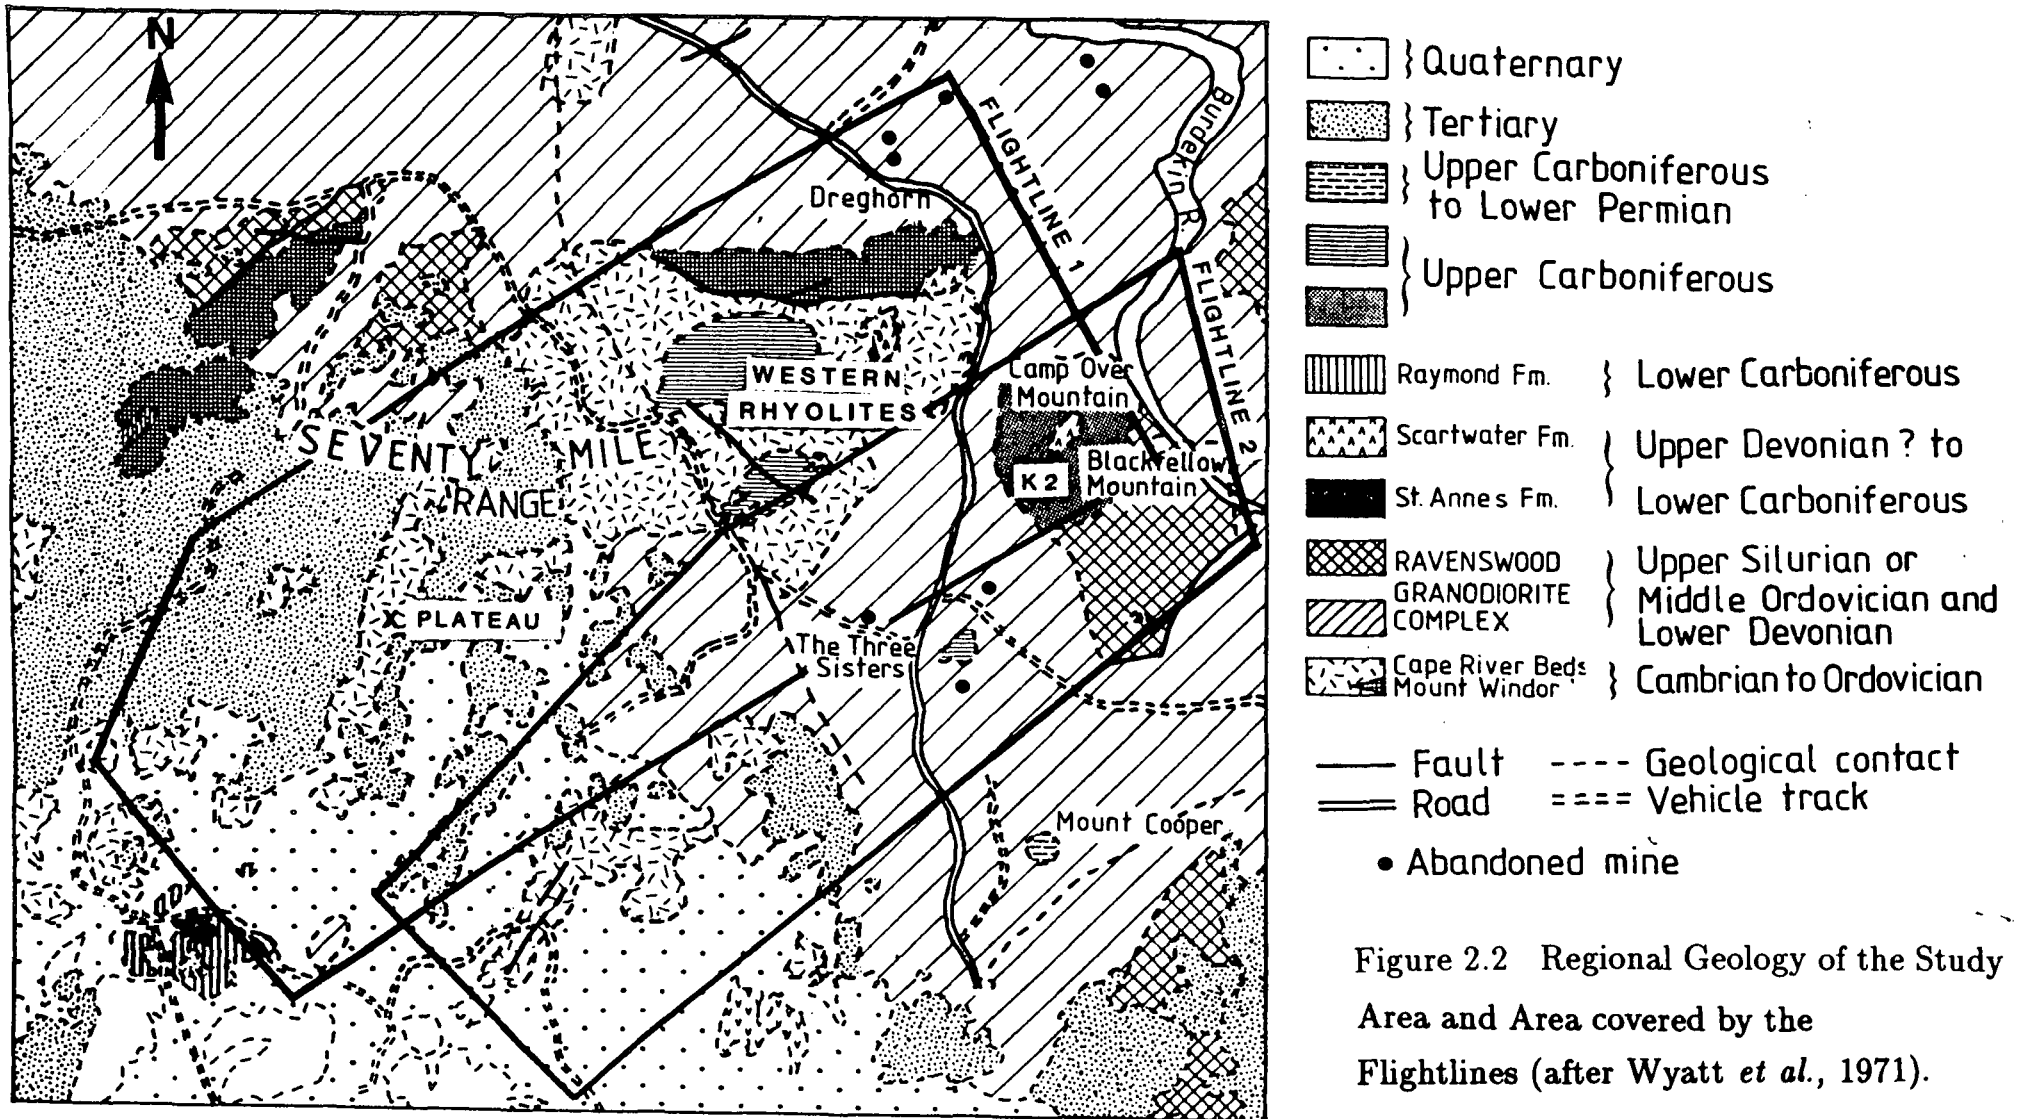 N
FLIGHTLINE 1
Burdekin R.
Dreghorn
FLIGHTLINE 2
WESTERN
RHYOLITES
Camp Over
Mountain
SEVENTY MILE
RANGE
K2
Blackfellow
Mountain
PLATEAU
The Three
Sisters
Mount Cooper
Quaternary
Tertiary
Upper Carboniferous
to Lower Permian
Upper Carboniferous
Raymond Fm. Lower Carboniferous
Scartwater Fm. Upper Devonian ? to
St. Annes Fm. Lower Carboniferous
RAVENSWOOD Upper Silurian or
GRANODIORITE Middle Ordovician and
COMPLEX Lower Devonian
Cape River Beds Cambrian to Ordovician
Mount Windor
Fault Geological contact
Road Vehicle track
Abandoned mine
Figure 2.2 Regional Geology of the Study
Area and Area covered by the
Flightlines (after Wyatt et al., 1971).